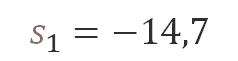 s₁ = −14,7